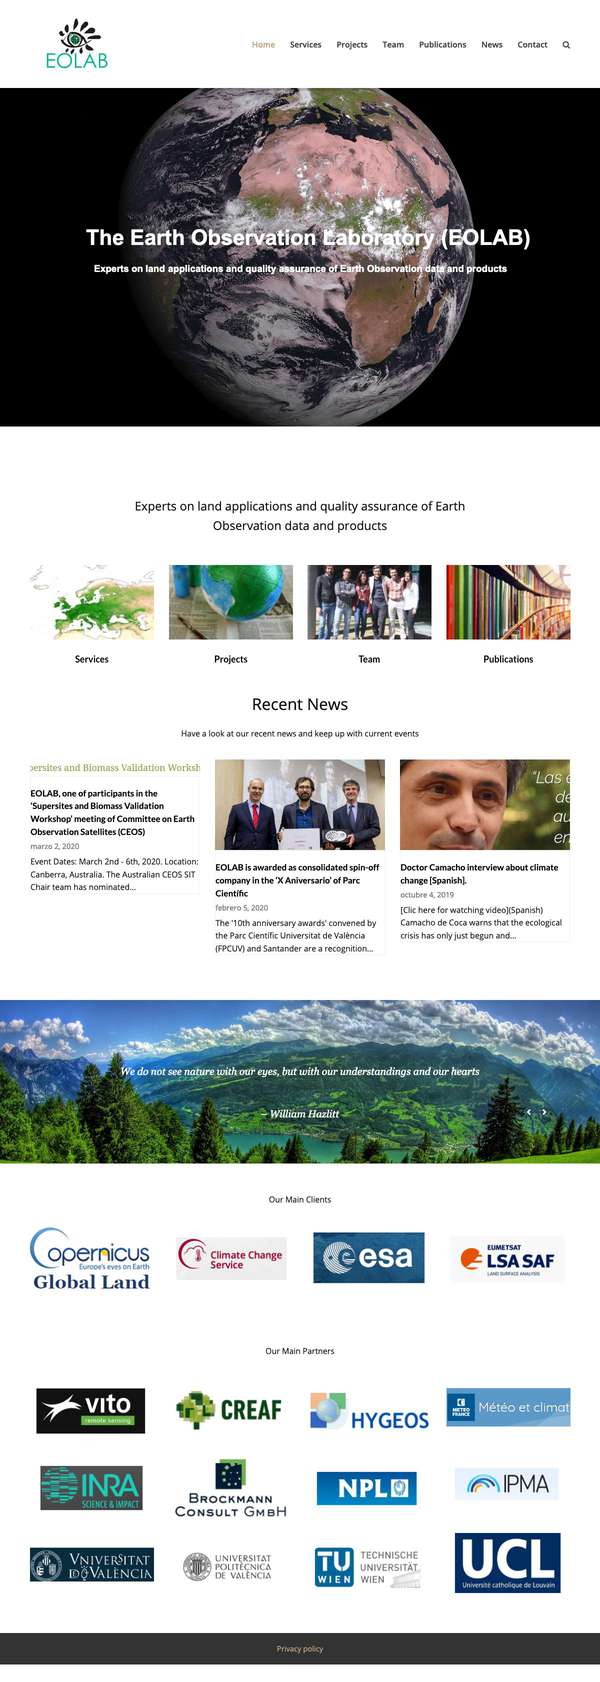 EOLAB
Home Services Projects Team Publications News Contact
The Earth Observation Laboratory (EOLAB)
Experts on land applications and quality assurance of Earth Observation data and products
Experts on land applications and quality assurance of Earth
Observation data and products
Services Projects Team Publications
Recent News
Have a look at our recent news and keep up with current events
persites and Biomass Validation Worksh
EOLAB, one of participants in the
'Supersites and Biomass Validation
Workshop' meeting of Committee on Earth
Observation Satellites (CEOS)
marzo 2, 2020
Event Dates: March 2nd - 6th, 2020. Location:
Canberra, Australia. The Australian CEOS SIT
Chair team has nominated...
EOLAB is awarded as consolidated spin-off
company in the 'X Aniversario' of Parc
Científic
febrero 5, 2020
The '10th anniversary awards' convened by
the Parc Científic Universitat de València
(FPCUV) and Santander are a recognition...
"Las e
de
au
en
Doctor Camacho interview about climate
change [Spanish].
octubre 4, 2019
[Clic here for watching video](Spanish)
Camacho de Coca warns that the ecological
crisis has only just begun and...
We do not see nature with our eyes, but with our understandings and our hearts
– William Hazlitt
Our Main Clients
Copernicus
Europe's eyes on Earth
Global Land
Climate Change
Service
esa
EUMETSAT
LSA SAF
LAND SURFACE ANALYSIS
Our Main Partners
vito
remote sensing
CREAF
HYGEOS
METEO
FRANCE
Météo et climat
INRA
SCIENCE & IMPACT
BROCKMANN
CONSULT GMBH
NPL
IPMA
VNIVERSITAT
D VALÈNCIA
UNIVERSITAT
POLITÈCNICA
DE VALÈNCIA
TU
WIEN
TECHNISCHE
UNIVERSITÄT
WIEN
UCL
Université catholique de Louvain
Privacy policy